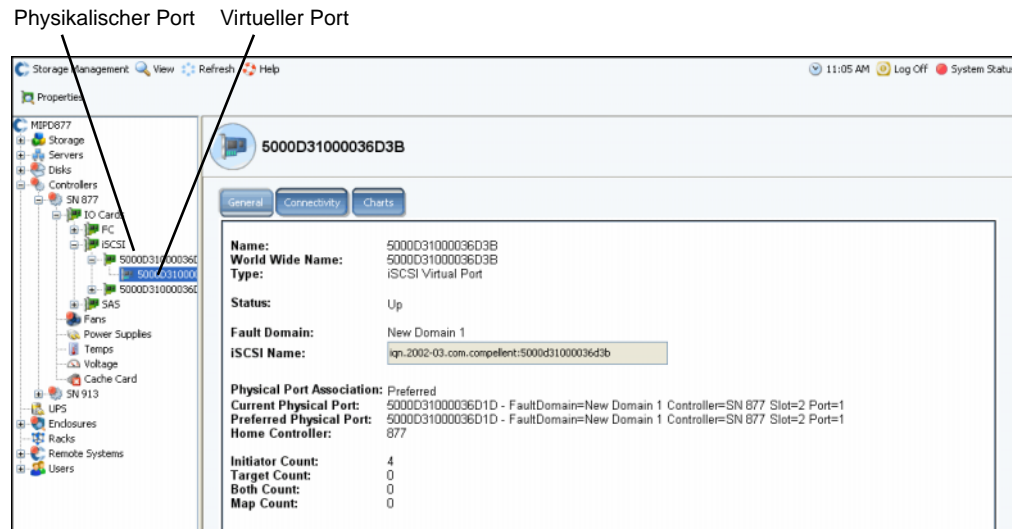 Physikalischer Port Virtueller Port
Storage Management View Refresh Help 11:05 AM Log Off System Statu
Properties
MIPD877
Storage
Servers
Disks
Controllers
SN 877
IO Cards
FC
iSCSI
5000D31000036D
5000D31000
5000D31000036D
SAS
Fans
Power Supplies
Temps
Voltage
Cache Card
SN 913
UPS
Enclosures
Racks
Remote Systems
Users
5000D31000036D3B
General Connectivity Charts
Name: 5000D31000036D3B
World Wide Name: 5000D31000036D3B
Type: iSCSI Virtual Port
Status: Up
Fault Domain: New Domain 1
iSCSI Name: iqn.2002-03.com.compellent:5000d31000036d3b
Physical Port Association: Preferred
Current Physical Port: 5000D31000036D1D - FaultDomain=New Domain 1 Controller=SN 877 Slot=2 Port=1
Preferred Physical Port: 5000D31000036D1D - FaultDomain=New Domain 1 Controller=SN 877 Slot=2 Port=1
Home Controller: 877
Initiator Count: 4
Target Count: 0
Both Count: 0
Map Count: 0